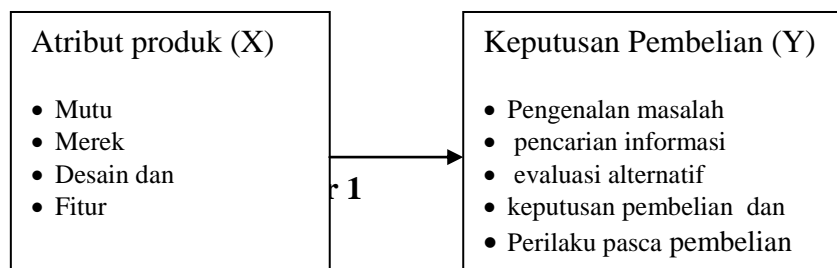 Atribut produk (X)
• Mutu
• Merek
• Desain dan
• Fitur
r 1
Keputusan Pembelian (Y)
• Pengenalan masalah
• pencarian informasi
• evaluasi alternatif
• keputusan pembelian dan
• Perilaku pasca pembelian